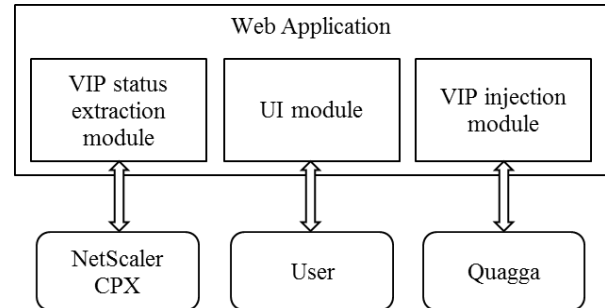 Web Application
VIP status
extraction
module
UI module
VIP injection
module
NetScaler
CPX
User
Quagga